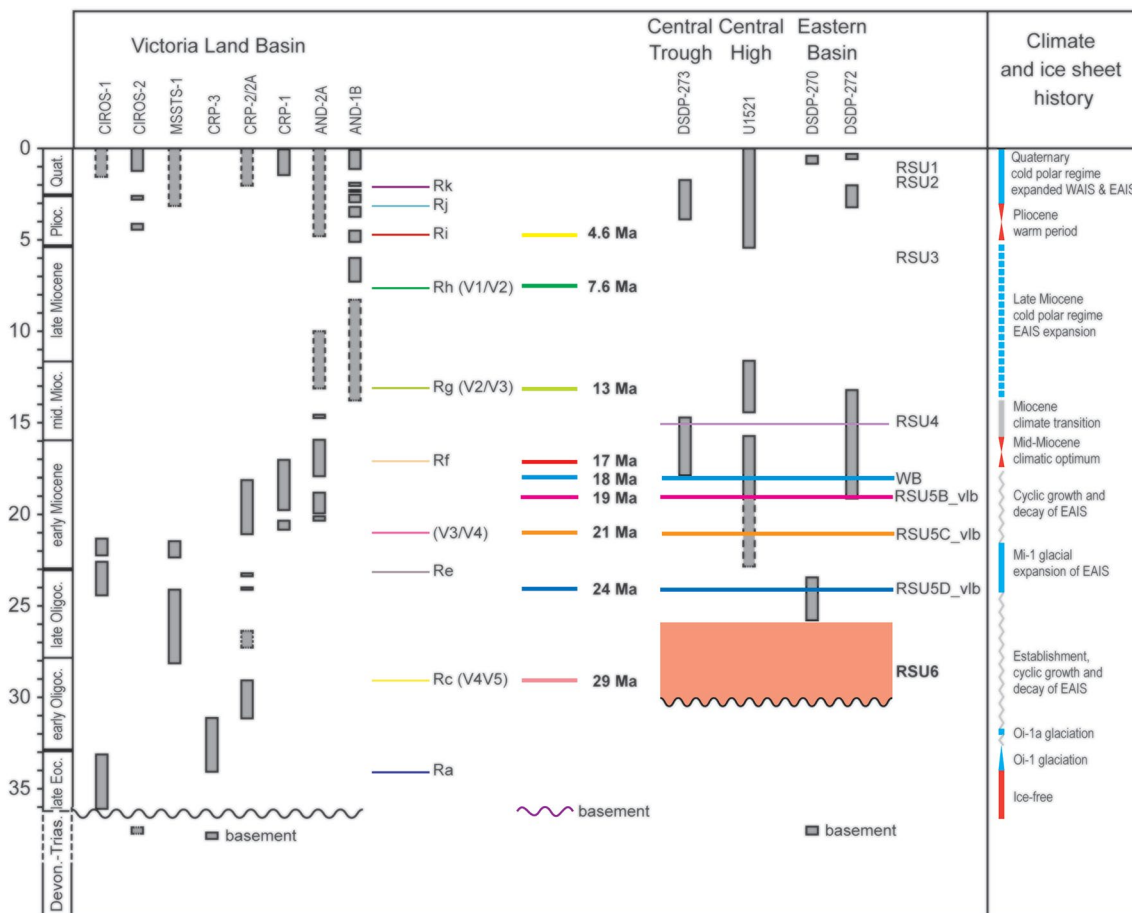 Victoria Land Basin
Central
Trough
Central
High
Eastern
Basin
Climate
and ice sheet
history
CIROS-1
CIROS-2
MSSTS-1
CRP-3
CRP-2/2A
CRP-1
AND-2A
AND-1B
DSDP-273
U1521
DSDP-270
DSDP-272
0
5
10
15
20
25
30
35
Quat.
Plioc.
late Miocene
mid. Mioc.
early Miocene
late Oligoc.
early Oligoc.
late Eoc.
Devon.-Trias.
Rk
Rj
Ri
Rh (V1/V2)
Rg (V2/V3)
Rf
(V3/V4)
Re
Rc (V4V5)
Ra
basement
4.6 Ma
7.6 Ma
13 Ma
17 Ma
18 Ma
19 Ma
21 Ma
24 Ma
29 Ma
basement
RSU1
RSU2
RSU3
RSU4
WB
RSU5B_vlb
RSU5C_vlb
RSU5D_vlb
RSU6
basement
Quaternary
cold polar regime
expanded WAIS & EAIS
Pliocene
warm period
Late Miocene
cold polar regime
EAIS expansion
Miocene
climate transition
Mid-Miocene
climatic optimum
Cyclic growth and
decay of EAIS
Mi-1 glacial
expansion of EAIS
Establishment,
cyclic growth and
decay of EAIS
Oi-1a glaciation
Oi-1 glaciation
Ice-free